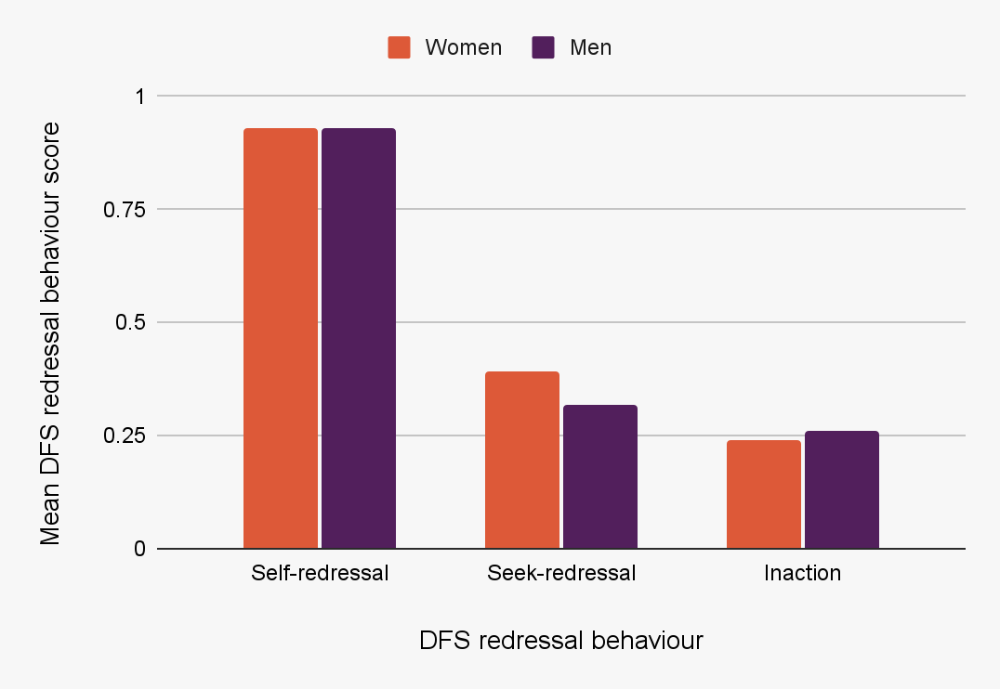 Women Men
Mean DFS redressal behaviour score
1
0.75
0.5
0.25
0
Self-redressal Seek-redressal Inaction
DFS redressal behaviour